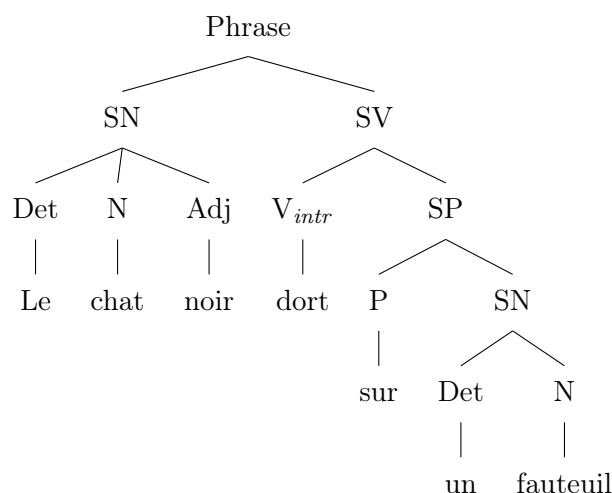 Phrase
SN SV
Det N Adj V_intr SP
Le chat noir dort P SN
sur Det N
un fauteuil